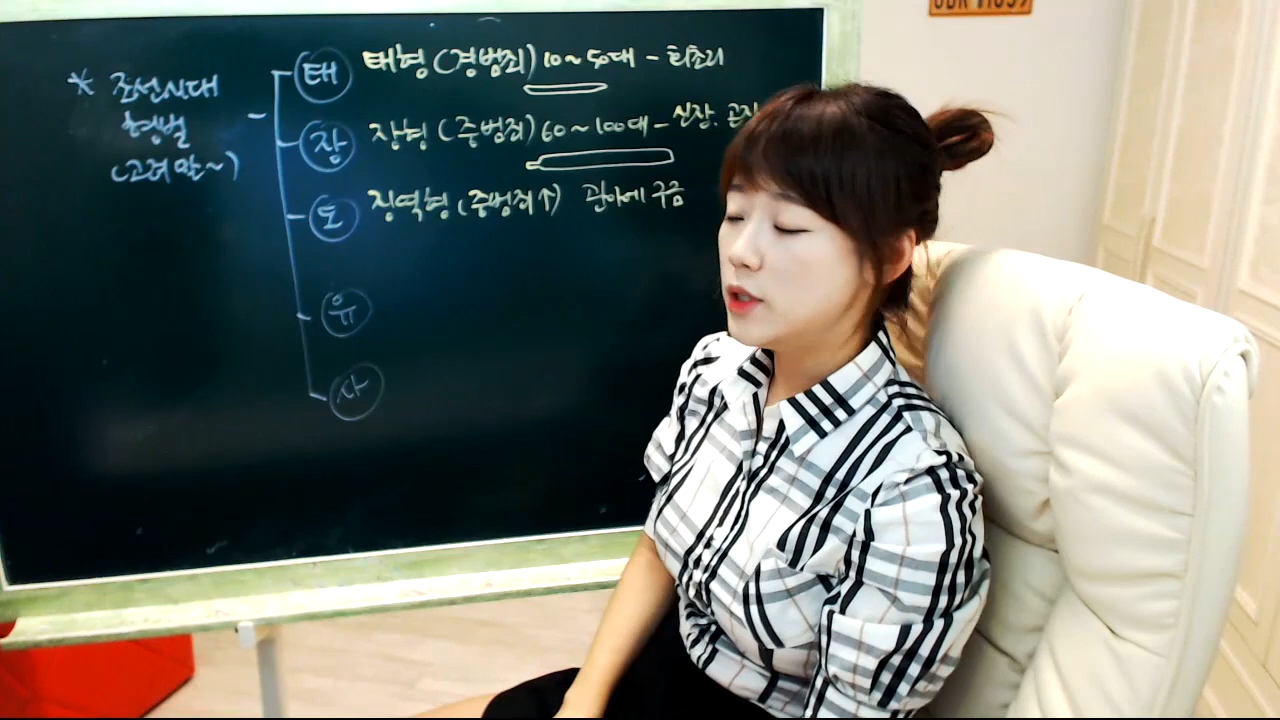 * 조선시대
형벌
(고려 말~)
태 태형 (경범죄) 10~50대 - 회초리
장 장형 (중범죄) 60~100대 - 신장, 곤장
도 징역형 (중범죄↑) 관아에 구금
유
사